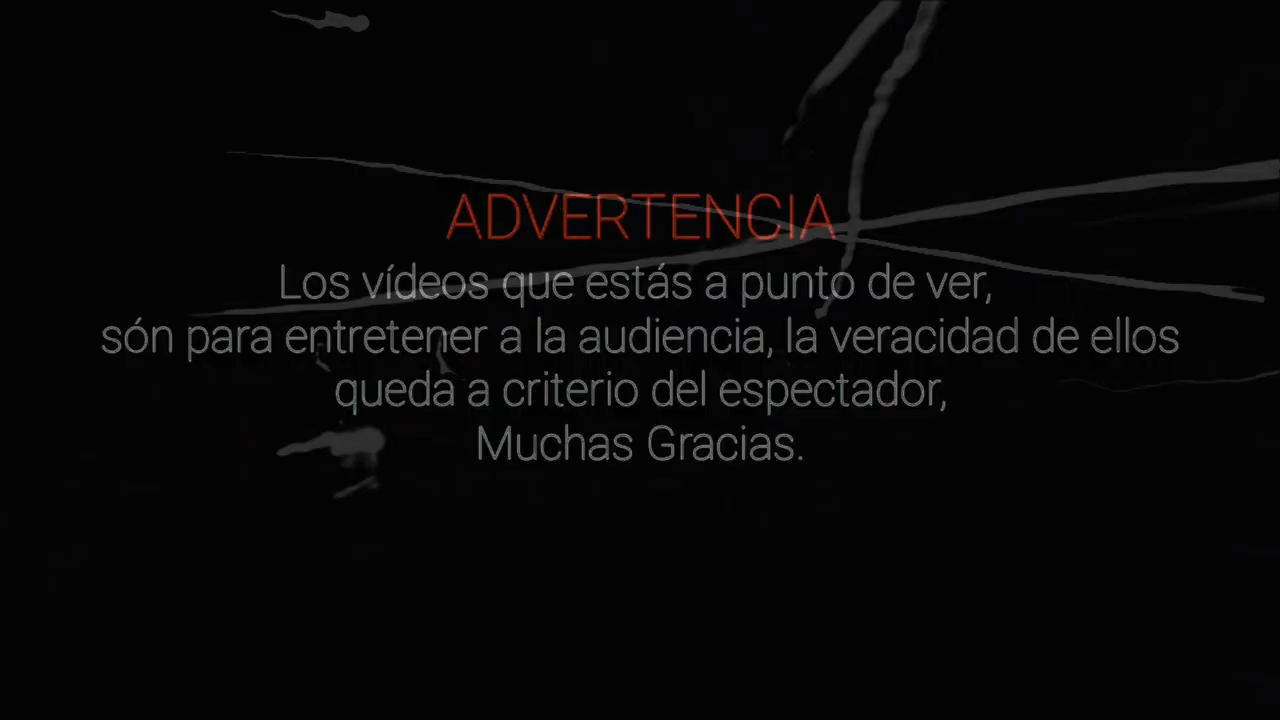 ADVERTENCIA
Los vídeos que estás a punto de ver,
són para entretener a la audiencia, la veracidad de ellos
queda a criterio del espectador,
Muchas Gracias.